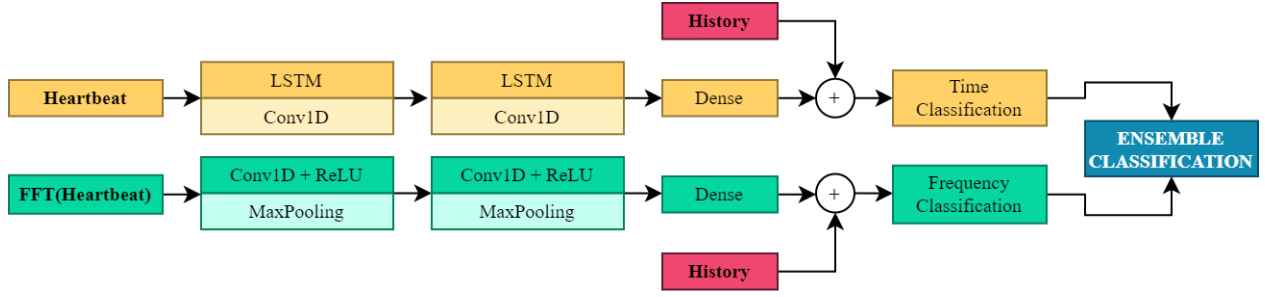 History
Heartbeat
LSTM
Conv1D
LSTM
Conv1D
Dense
+
Time
Classification
ENSEMBLE
CLASSIFICATION
FFT(Heartbeat)
Conv1D + ReLU
MaxPooling
Conv1D + ReLU
MaxPooling
Dense
+
Frequency
Classification
History